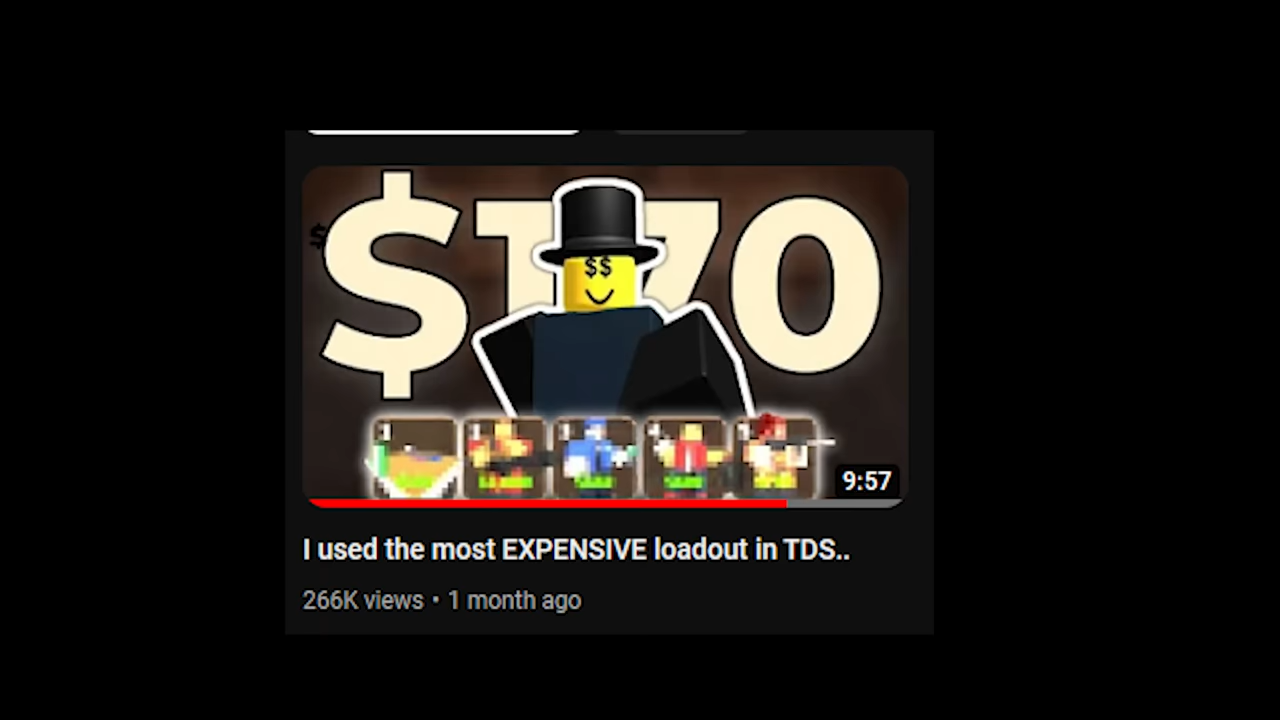 $170
$$
9:57
I used the most EXPENSIVE loadout in TDS..
266K views • 1 month ago